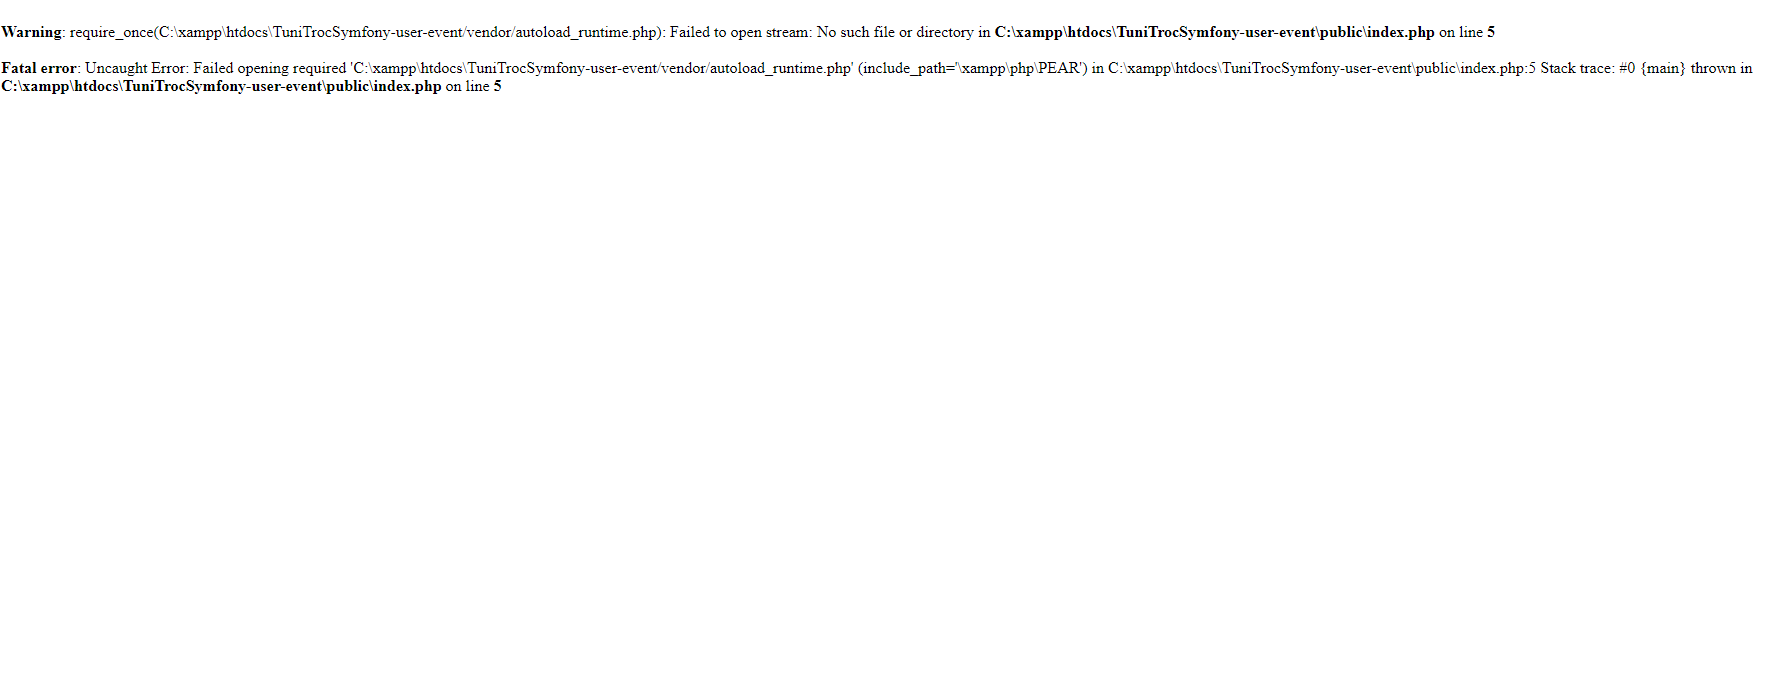 Warning: require_once(C:\xampp\htdocs\TuniTrocSymfony-user-event/vendor/autoload_runtime.php): Failed to open stream: No such file or directory in C:\xampp\htdocs\TuniTrocSymfony-user-event\public\index.php on line 5
Fatal error: Uncaught Error: Failed opening required 'C:\xampp\htdocs\TuniTrocSymfony-user-event/vendor/autoload_runtime.php' (include_path='\xampp\php\PEAR') in C:\xampp\htdocs\TuniTrocSymfony-user-event\public\index.php:5 Stack trace: #0 {main} thrown in
C:\xampp\htdocs\TuniTrocSymfony-user-event\public\index.php on line 5